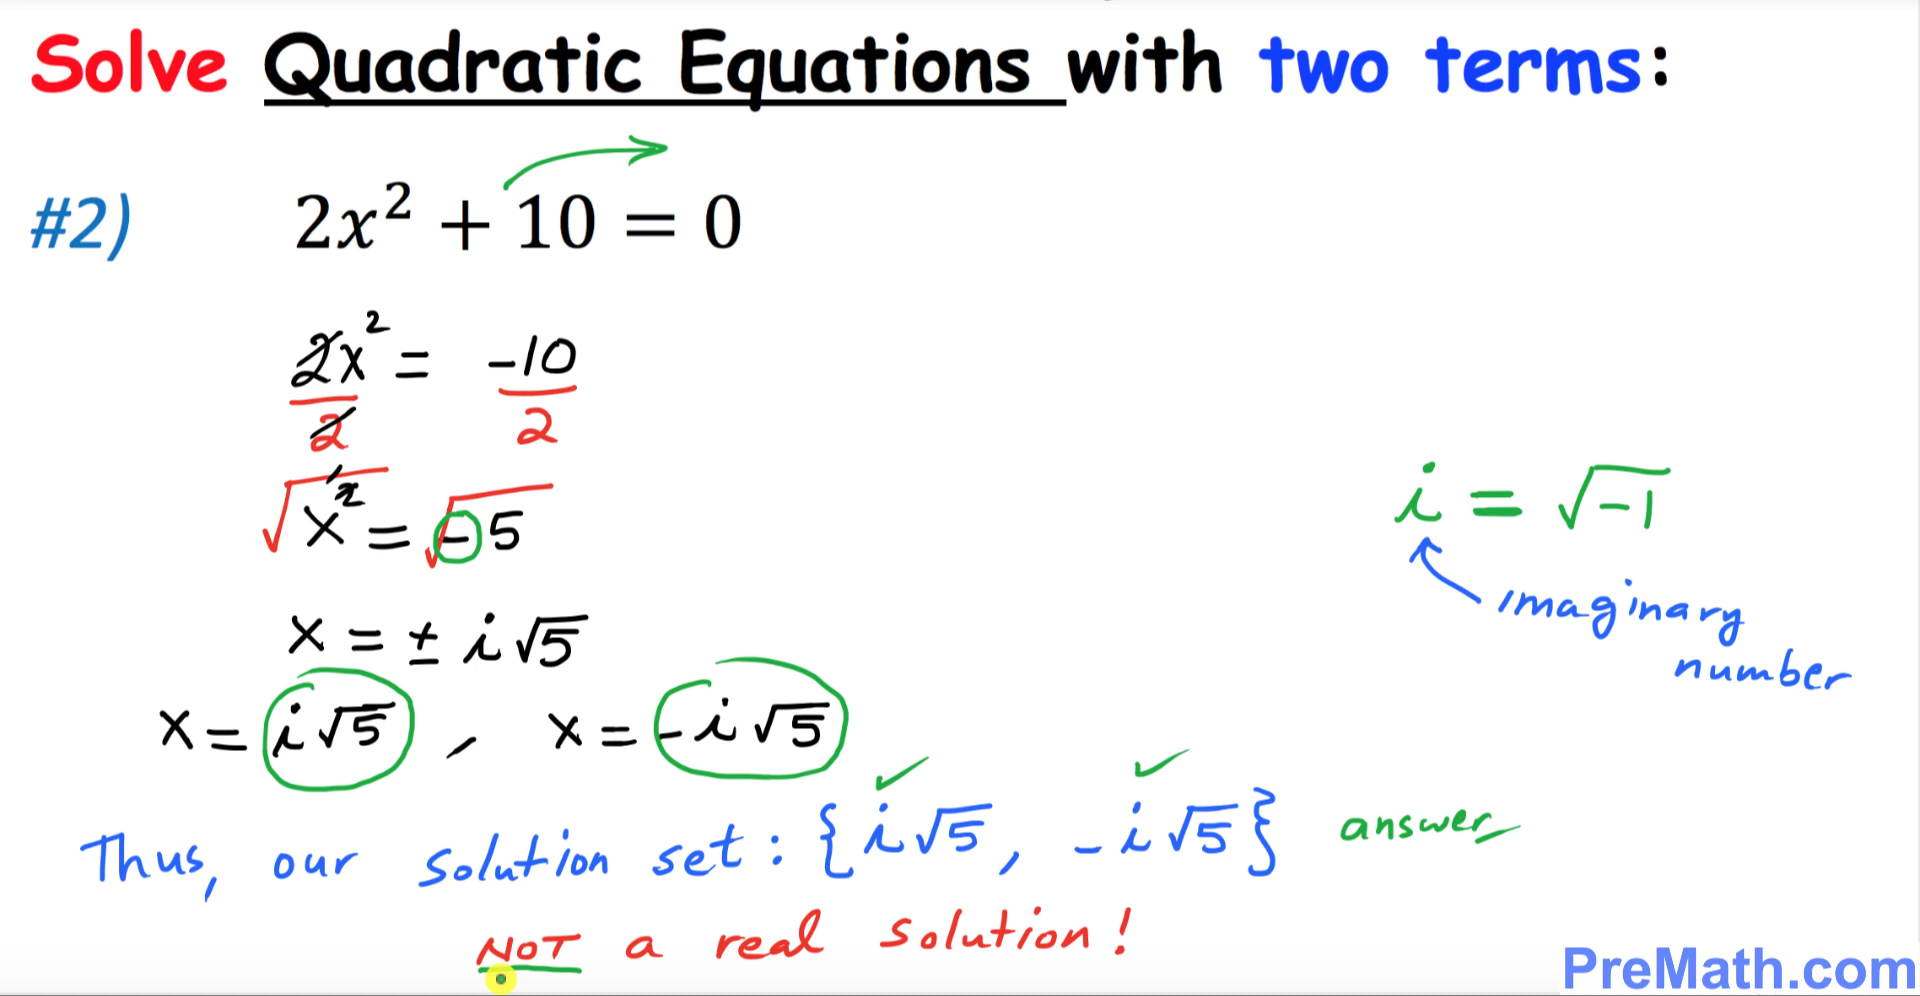 Solve Quadratic Equations with two terms:
#2) 2x² + 10 = 0
2x² = -10
2 2
√x² = √-5
i = √-1
imaginary
number
x = ± i√5
x = i√5 , x = -i√5
Thus, our solution set: {i√5, -i√5} answer
NOT a real solution!
PreMath.com